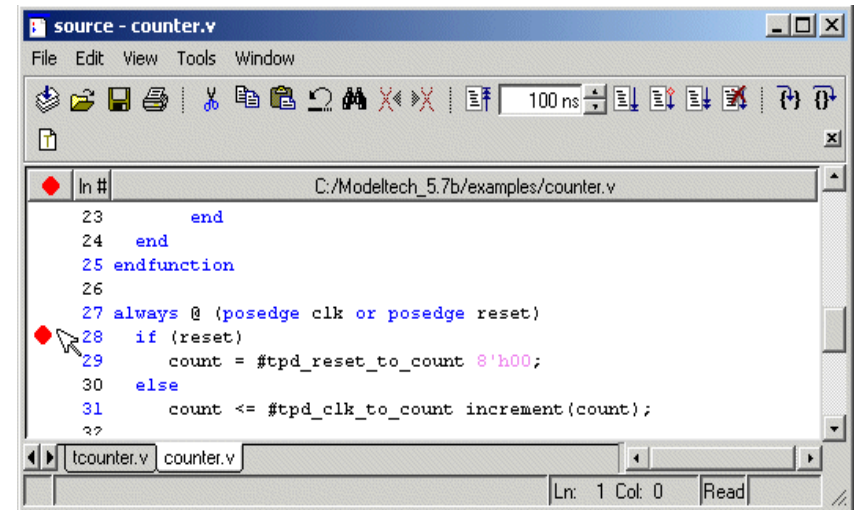 source - counter.v
File Edit View Tools Window
100 ns
ln # C:/Modeltech_5.7b/examples/counter.v
23 end
24 end
25 endfunction
26
27 always @ (posedge clk or posedge reset)
28 if (reset)
29 count = #tpd_reset_to_count 8'h00;
30 else
31 count <= #tpd_clk_to_count increment(count);
32
tcounter.v counter.v
Ln: 1 Col: 0 Read